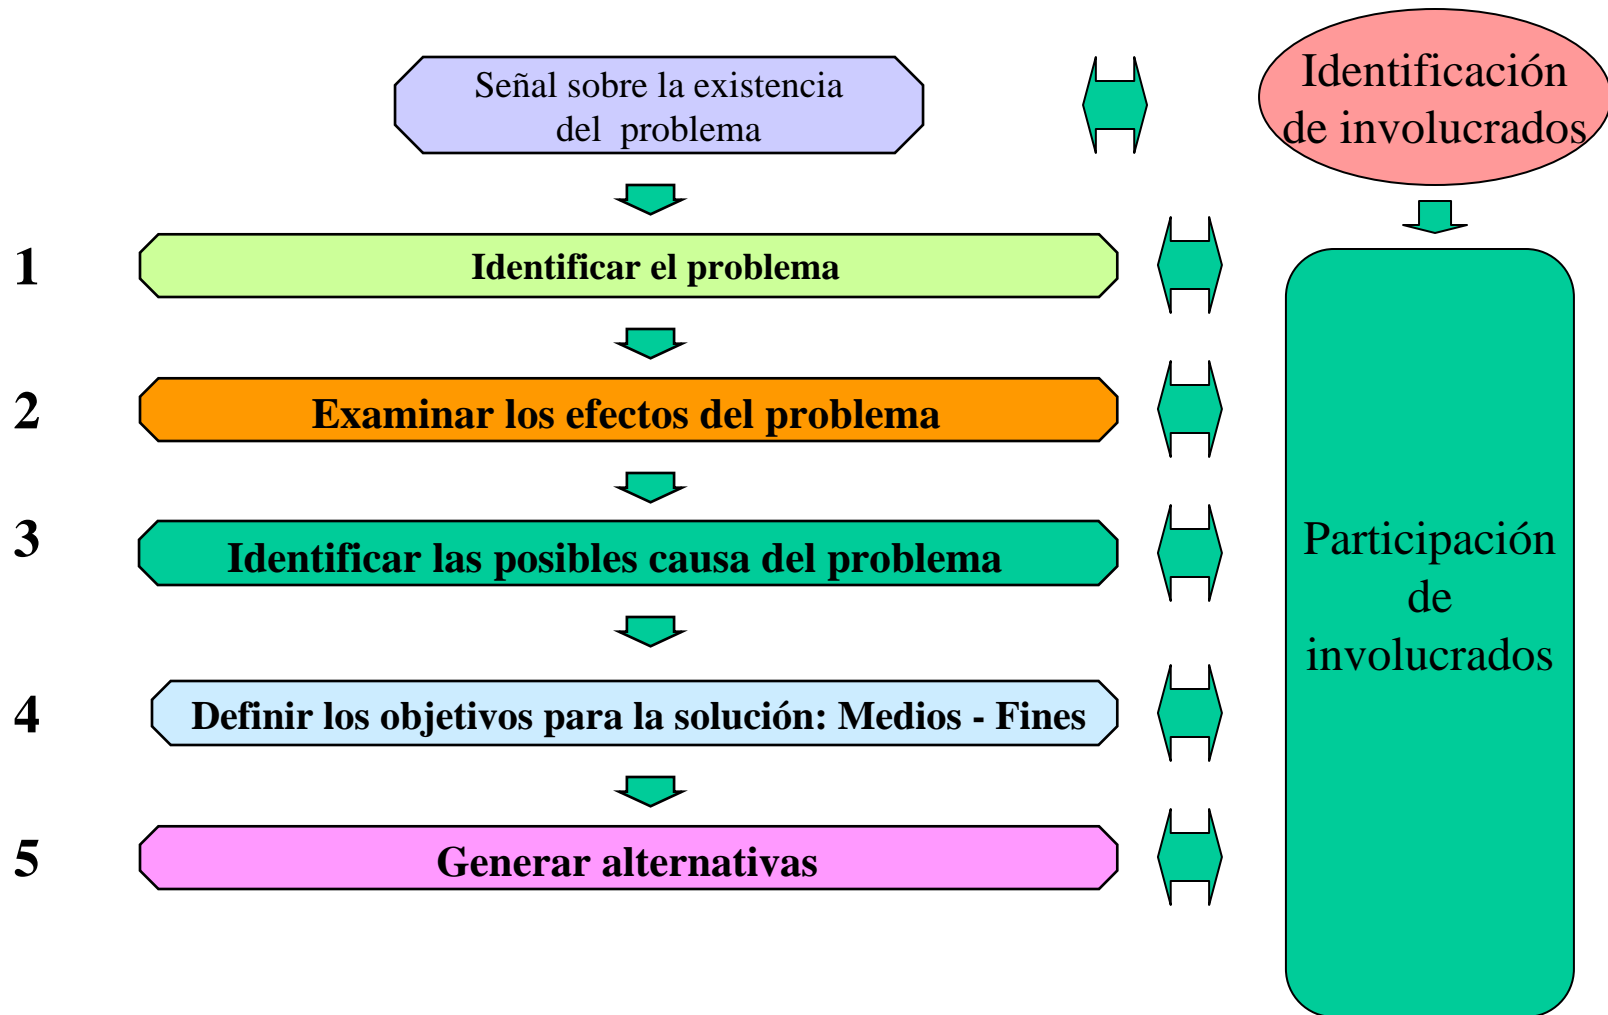 Señal sobre la existencia
del problema
Identificación
de involucrados
1
Identificar el problema
2
Examinar los efectos del problema
3
Identificar las posibles causa del problema
4
Definir los objetivos para la solución: Medios - Fines
5
Generar alternativas
Participación
de
involucrados